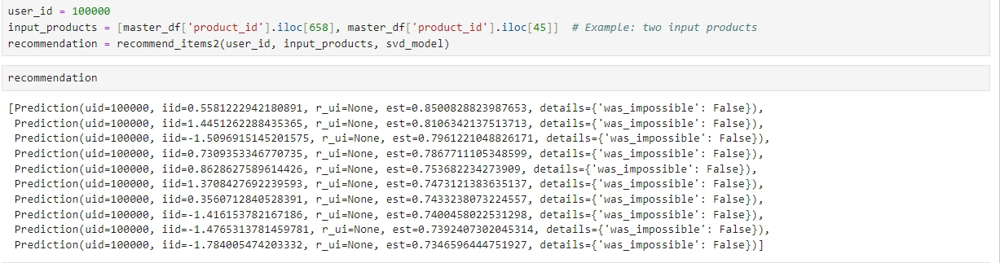 user_id = 100000
input_products = [master_df['product_id'].iloc[658], master_df['product_id'].iloc[45]]  # Example: two input products
recommendation = recommend_items2(user_id, input_products, svd_model)
recommendation
[Prediction(uid=100000, iid=0.5581222942180891, r_ui=None, est=0.8500828823987653, details={'was_impossible': False}),
Prediction(uid=100000, iid=1.4451262288435365, r_ui=None, est=0.8106342137513713, details={'was_impossible': False}),
Prediction(uid=100000, iid=-1.5096915145201575, r_ui=None, est=0.7961221048826171, details={'was_impossible': False}),
Prediction(uid=100000, iid=0.7309353346770735, r_ui=None, est=0.7867711105348599, details={'was_impossible': False}),
Prediction(uid=100000, iid=0.8628627589614426, r_ui=None, est=0.753682234273909, details={'was_impossible': False}),
Prediction(uid=100000, iid=1.3708427692239593, r_ui=None, est=0.7473121383635137, details={'was_impossible': False}),
Prediction(uid=100000, iid=0.3560712840528391, r_ui=None, est=0.7433238073224557, details={'was_impossible': False}),
Prediction(uid=100000, iid=-1.416153782167186, r_ui=None, est=0.7400458022531298, details={'was_impossible': False}),
Prediction(uid=100000, iid=-1.4765313781459781, r_ui=None, est=0.7392407302045314, details={'was_impossible': False}),
Prediction(uid=100000, iid=-1.784005474203332, r_ui=None, est=0.7346596444751927, details={'was_impossible': False})]